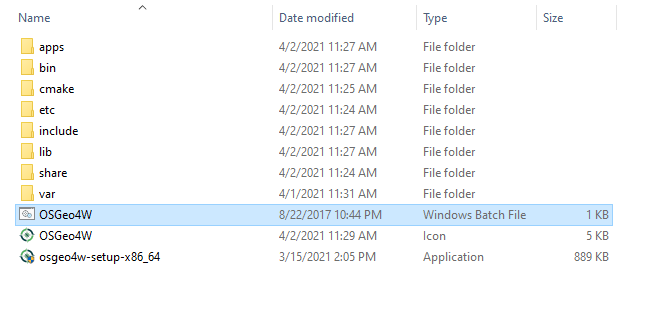 Name Date modified Type Size
apps 4/2/2021 11:27 AM File folder
bin 4/2/2021 11:27 AM File folder
cmake 4/2/2021 11:25 AM File folder
etc 4/2/2021 11:24 AM File folder
include 4/2/2021 11:27 AM File folder
lib 4/2/2021 11:27 AM File folder
share 4/2/2021 11:24 AM File folder
var 4/1/2021 11:31 AM File folder
OSGeo4W 8/22/2017 10:44 PM Windows Batch File 1 KB
OSGeo4W 4/2/2021 11:29 AM Icon 5 KB
osgeo4w-setup-x86_64 3/15/2021 2:05 PM Application 889 KB